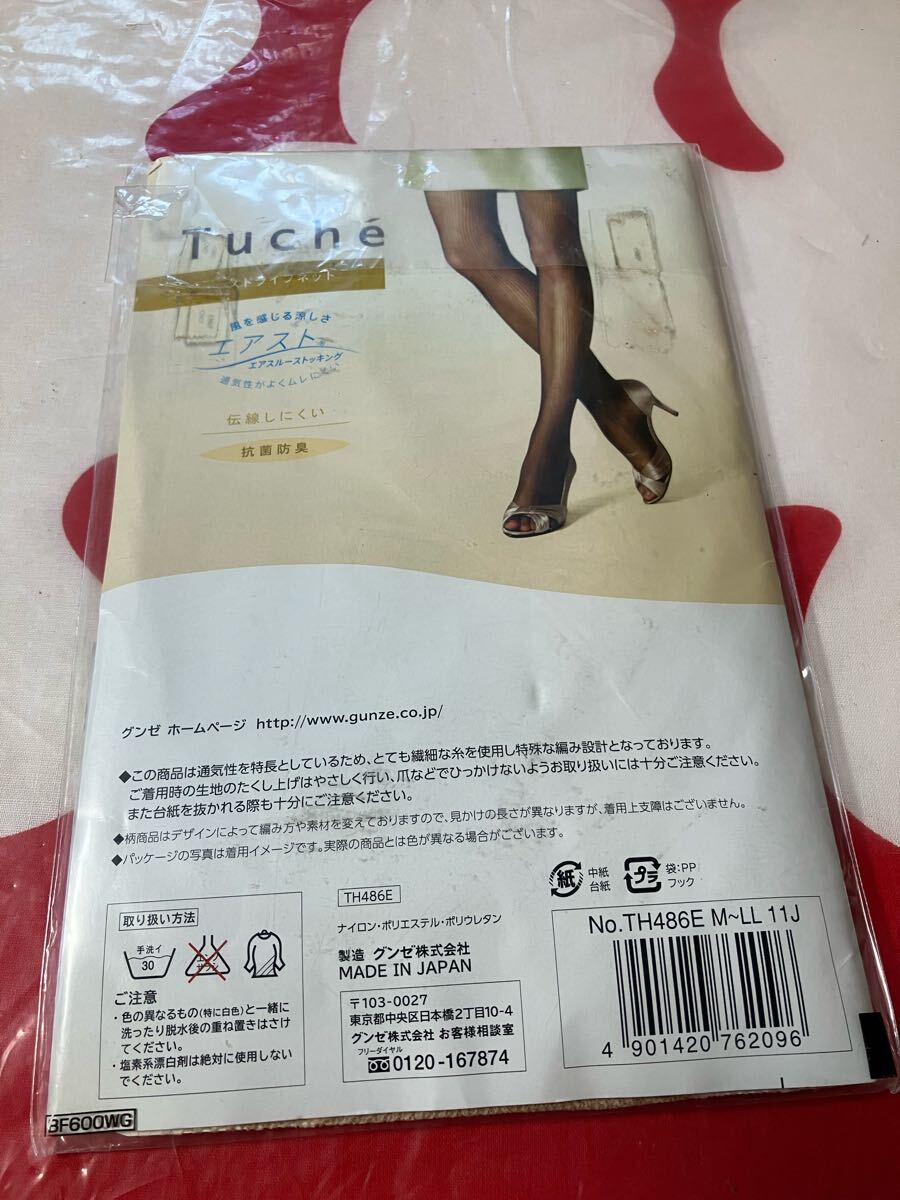 Tuché
ストライプネット
風を感じる涼しさ
エアスト®
エアスルーストッキング
通気性がよくムレにくい
伝線しにくい
抗菌防臭
グンゼ ホームページ http://www.gunze.co.jp/
◆この商品は通気性を特長としているため、とても繊細な糸を使用し特殊な編み設計となっております。
ご着用時の生地のたくし上げはやさしく行い、爪などでひっかけないようお取り扱いには十分ご注意ください。
また台紙を抜かれる際も十分にご注意ください。
◆柄商品はデザインによって編み方や素材を変えておりますので、見かけの長さが異なりますが、着用上支障はございません。
◆パッケージの写真は着用イメージです。実際の商品とは色が異なる場合がございます。
紙 中紙
台紙
プラ 袋:PP
フック
取り扱い方法
手洗イ
30
エンソ
サラシ
ご注意
・色の異なるもの(特に白色)と一緒に
洗ったり脱水後の重ね置きはさけ
てください。
・塩素系漂白剤は絶対に使用しない
でください。
TH486E
ナイロン・ポリエステル・ポリウレタン
製造 グンゼ株式会社
MADE IN JAPAN
〒103-0027
東京都中央区日本橋2丁目10-4
グンゼ株式会社 お客様相談室
フリーダイヤル
0120-167874
No.TH486E M~LL 11J
4 901420 762096
BF600WG